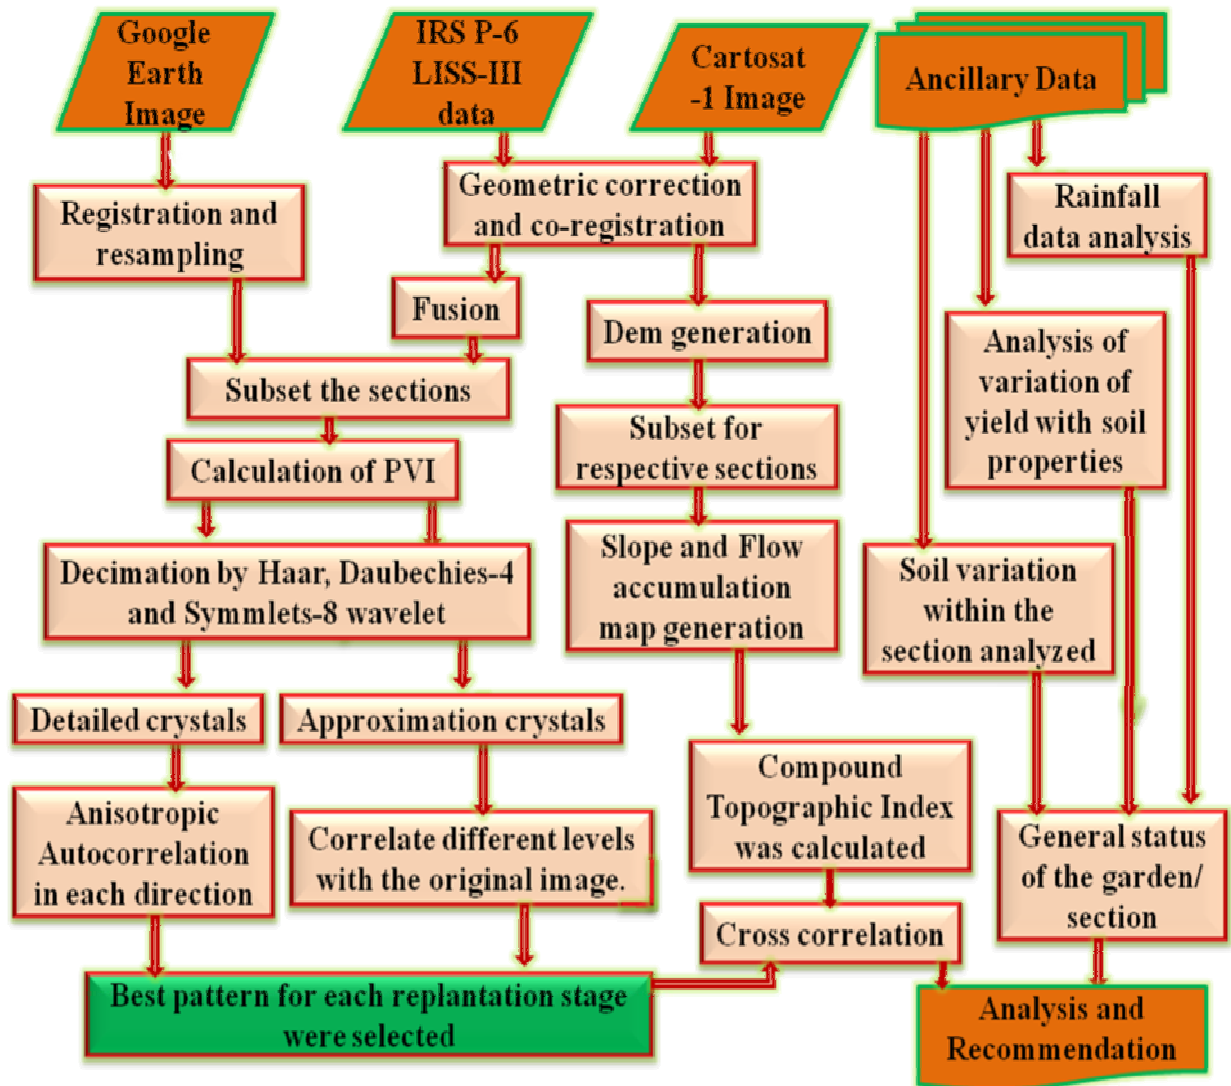 Google
Earth
Image
IRS P-6
LISS-III
data
Cartosat
-1 Image
Ancillary Data
Registration and
resampling
Geometric correction
and co-registration
Rainfall
data analysis
Fusion
Dem generation
Analysis of
variation of
yield with soil
properties
Subset the sections
Subset for
respective sections
Calculation of PVI
Decimation by Haar, Daubechies-4
and Symmlets-8 wavelet
Slope and Flow
accumulation
map generation
Soil variation
within the
section analyzed
Detailed crystals
Approximation crystals
Compound
Topographic Index
was calculated
Anisotropic
Autocorrelation
in each direction
Correlate different levels
with the original image.
General status
of the garden/
section
Cross correlation
Best pattern for each replantation stage
were selected
Analysis and
Recommendation